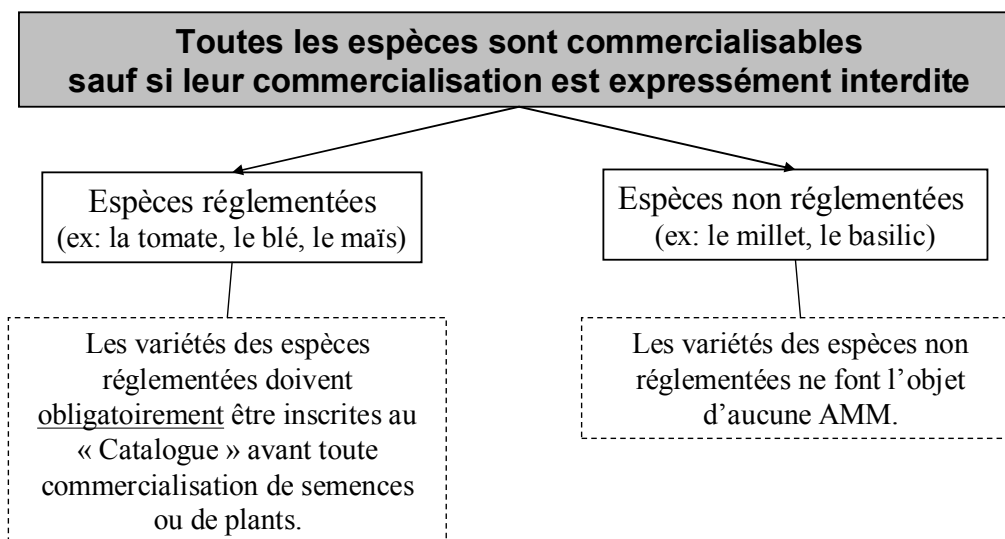 Toutes les espèces sont commercialisables
sauf si leur commercialisation est expressément interdite
Espèces réglementées
(ex: la tomate, le blé, le maïs)
Espèces non réglementées
(ex: le millet, le basilic)
Les variétés des espèces
réglementées doivent
obligatoirement être inscrites au
« Catalogue » avant toute
commercialisation de semences
ou de plants.
Les variétés des espèces non
réglementées ne font l’objet
d’aucune AMM.